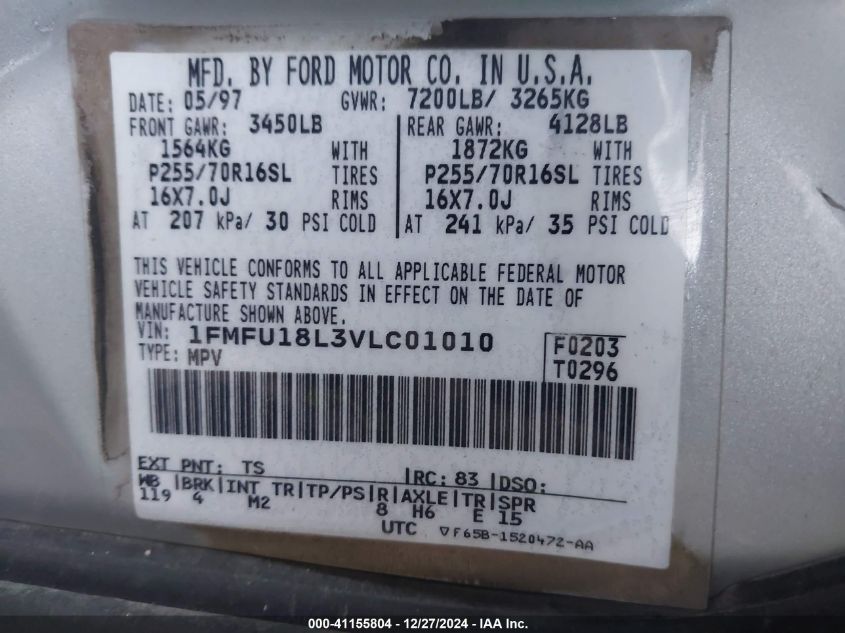 MFD. BY FORD MOTOR CO. IN U.S.A.
DATE: 05/97 GVWR: 7200LB/ 3265KG
FRONT GAWR: 3450LB REAR GAWR: 4128LB
1564KG WITH 1872KG WITH
P255/70R16SL TIRES P255/70R16SL TIRES
16X7.0J RIMS 16X7.0J RIMS
AT 207 kPa/ 30 PSI COLD AT 241 kPa/ 35 PSI COLD
THIS VEHICLE CONFORMS TO ALL APPLICABLE FEDERAL MOTOR
VEHICLE SAFETY STANDARDS IN EFFECT ON THE DATE OF
MANUFACTURE SHOWN ABOVE.
VIN: 1FMFU18L3VLC01010 F0203
TYPE: MPV T0296
EXT PNT: TS RC: 83 DSO:
WB BRK INT TR TP/PS R AXLE TR SPR
119 4 M2 8 H6 E 15
UTC ▽F65B-1520472-AA
000-41155804 - 12/27/2024 - IAAI Inc.